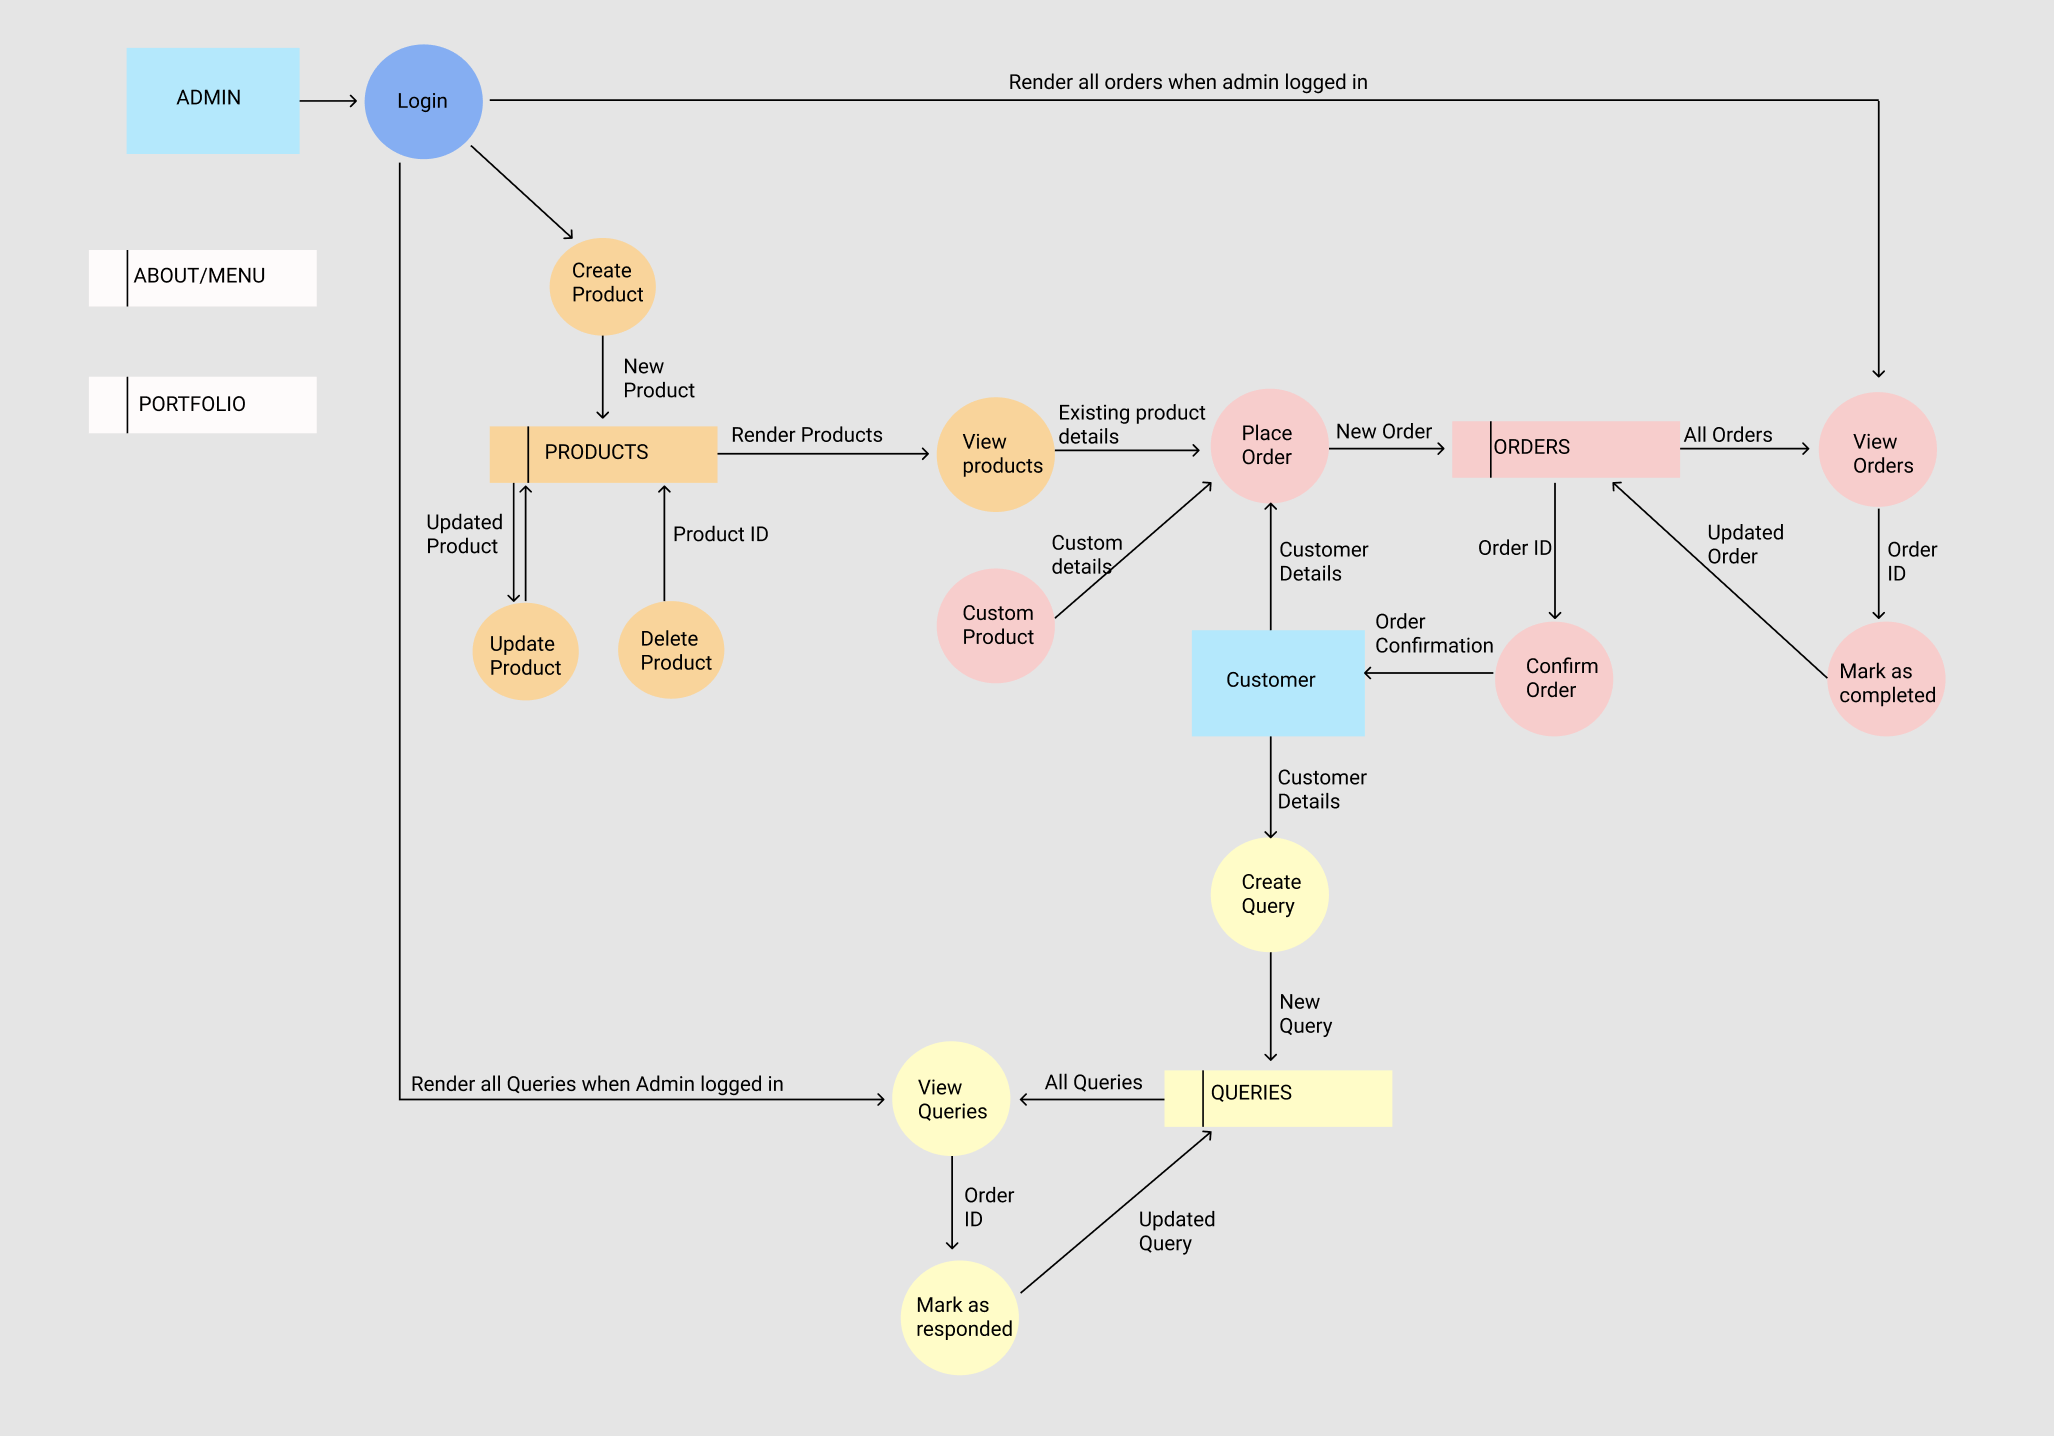 Render all orders when admin logged in
ADMIN
Login
ABOUT/MENU
Create
Product
New
Product
PORTFOLIO
PRODUCTS
Render Products
View
products
Existing product
details
Place
Order
New Order
ORDERS
All Orders
View
Orders
Updated
Product
Product ID
Custom
details
Customer
Details
Order ID
Updated
Order
Order
ID
Update
Product
Delete
Product
Custom
Product
Customer
Order
Confirmation
Confirm
Order
Mark as
completed
Customer
Details
Create
Query
New
Query
Render all Queries when Admin logged in
View
Queries
All Queries
QUERIES
Order
ID
Updated
Query
Mark as
responded